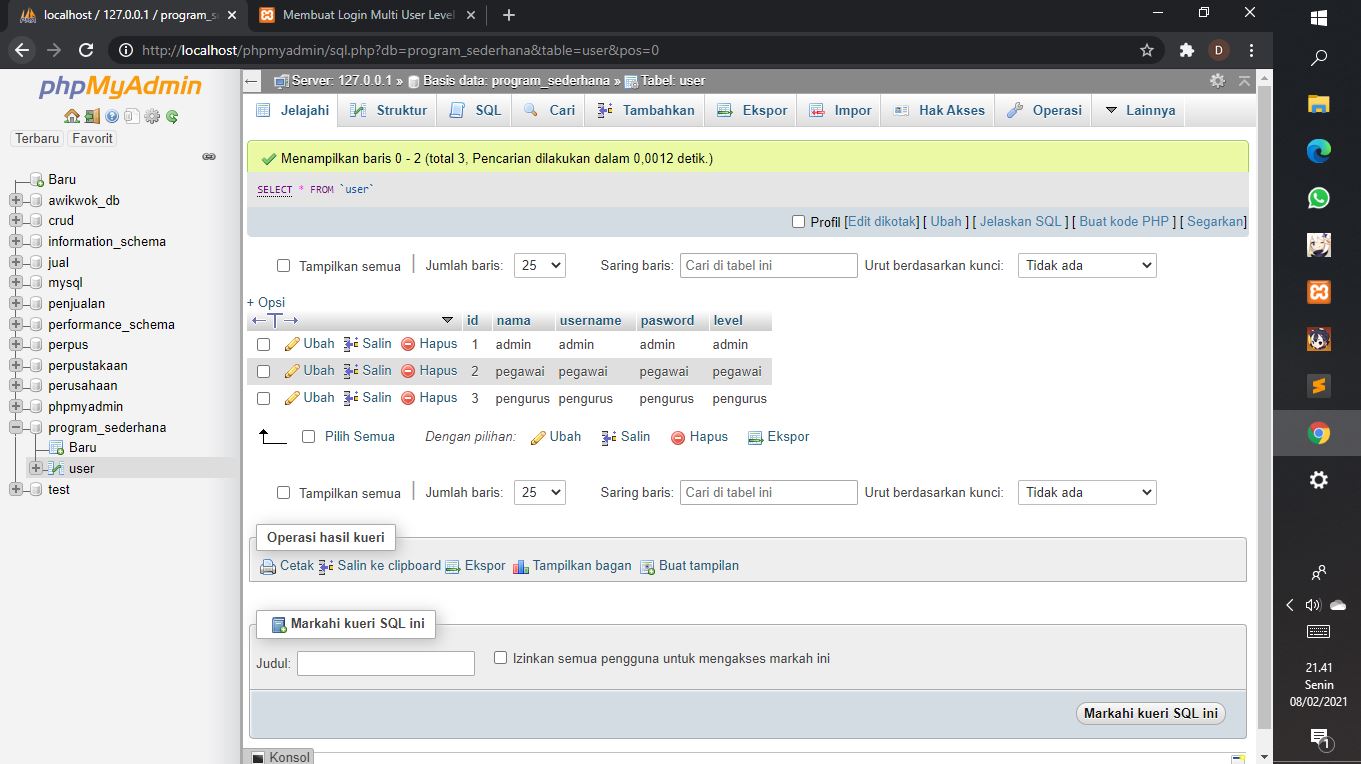 localhost / 127.0.0.1 / program_s
Membuat Login Multi User Level
http://localhost/phpmyadmin/sql.php?db=program_sederhana&table=user&pos=0
D
phpMyAdmin
Terbaru Favorit
Baru
awikwok_db
crud
information_schema
jual
mysql
penjualan
performance_schema
perpus
perpustakaan
perusahaan
phpmyadmin
program_sederhana
Baru
user
test
Server: 127.0.0.1 » Basis data: program_sederhana » Tabel: user
Jelajahi Struktur SQL Cari Tambahkan Ekspor Impor Hak Akses Operasi Lainnya
Menampilkan baris 0 - 2 (total 3, Pencarian dilakukan dalam 0,0012 detik.)
SELECT * FROM `user`
Profil [Edit dikotak] [ Ubah ] [ Jelaskan SQL ] [ Buat kode PHP ] [ Segarkan]
Tampilkan semua | Jumlah baris: 25 Saring baris: Cari di tabel ini Urut berdasarkan kunci: Tidak ada
+ Opsi
←T→ id nama username pasword level
Ubah Salin Hapus 1 admin admin admin admin
Ubah Salin Hapus 2 pegawai pegawai pegawai pegawai
Ubah Salin Hapus 3 pengurus pengurus pengurus pengurus
Pilih Semua Dengan pilihan: Ubah Salin Hapus Ekspor
Tampilkan semua | Jumlah baris: 25 Saring baris: Cari di tabel ini Urut berdasarkan kunci: Tidak ada
Operasi hasil kueri
Cetak Salin ke clipboard Ekspor Tampilkan bagan Buat tampilan
Markahi kueri SQL ini
Judul: Izinkan semua pengguna untuk mengakses markah ini
Markahi kueri SQL ini
Konsol
21.41
Senin
08/02/2021
1